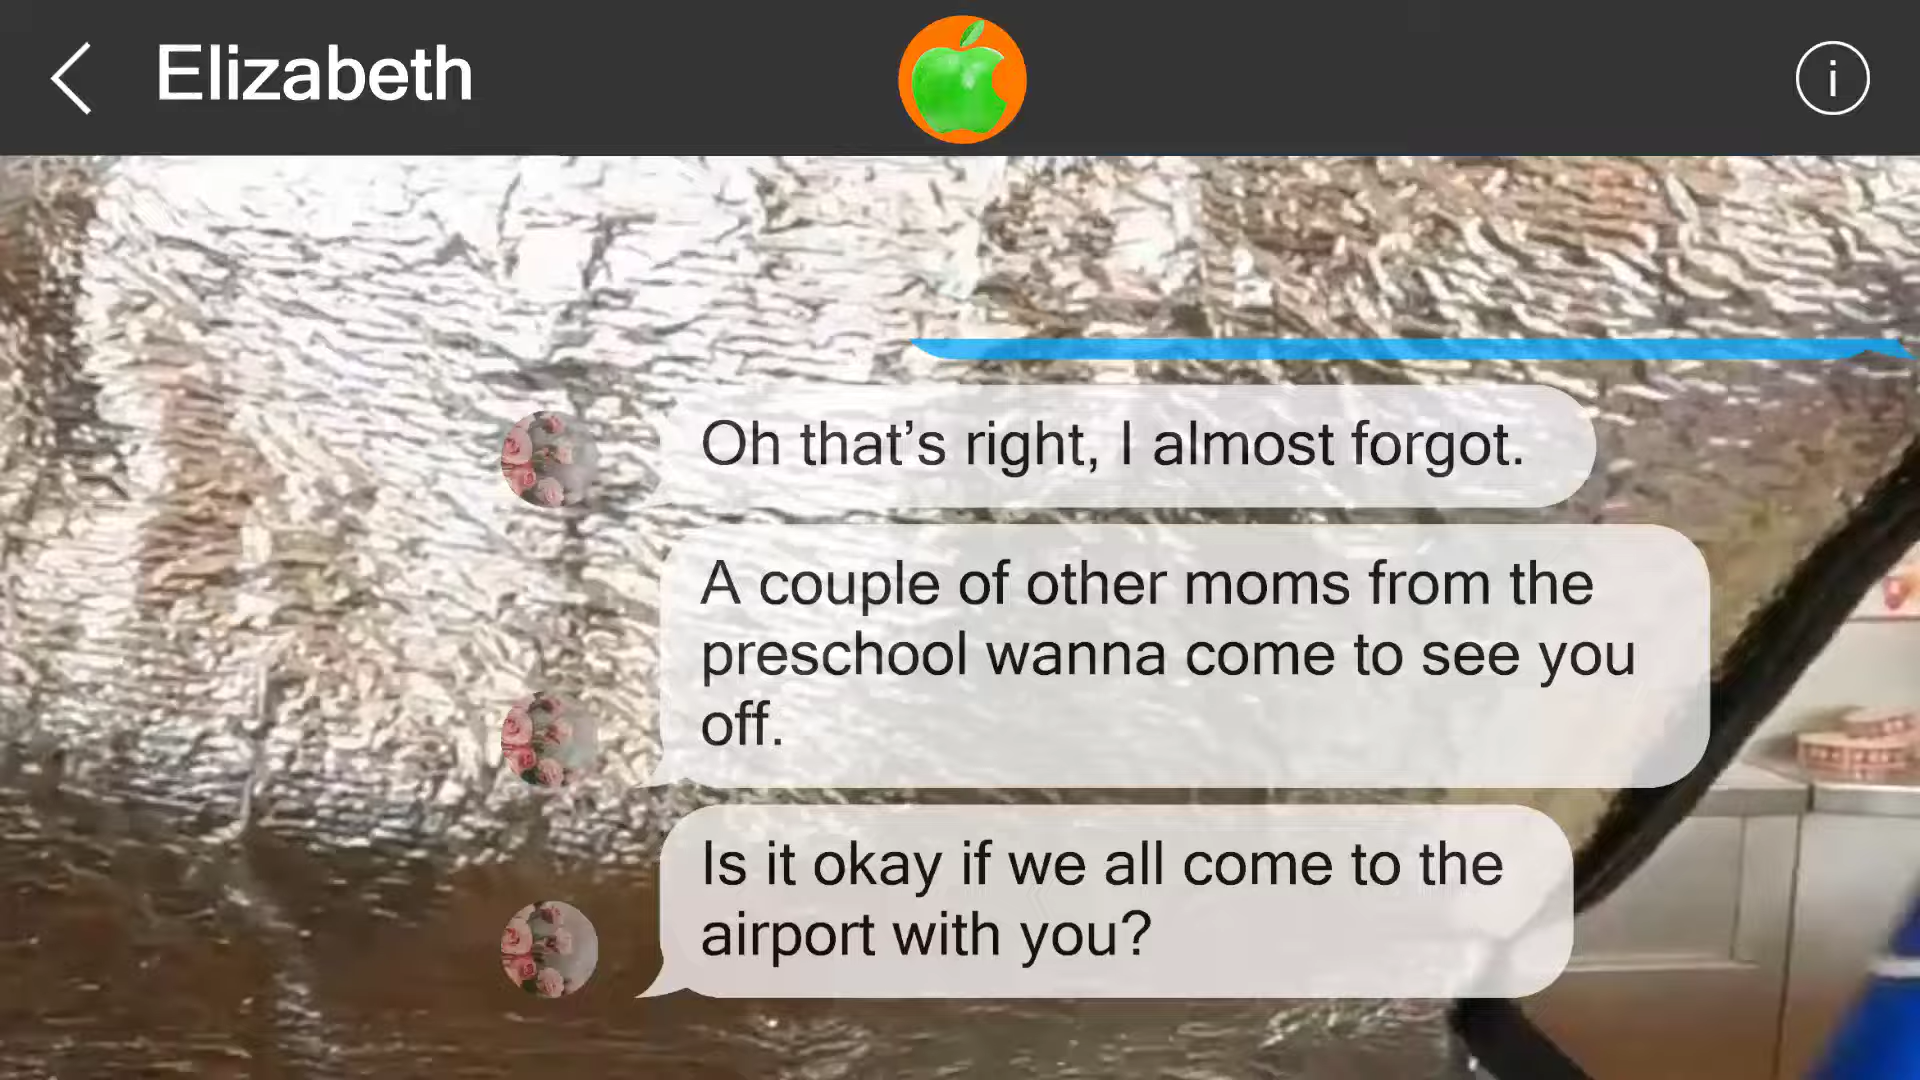 Elizabeth
Oh that’s right, I almost forgot.
A couple of other moms from the
preschool wanna come to see you
off.
Is it okay if we all come to the
airport with you?